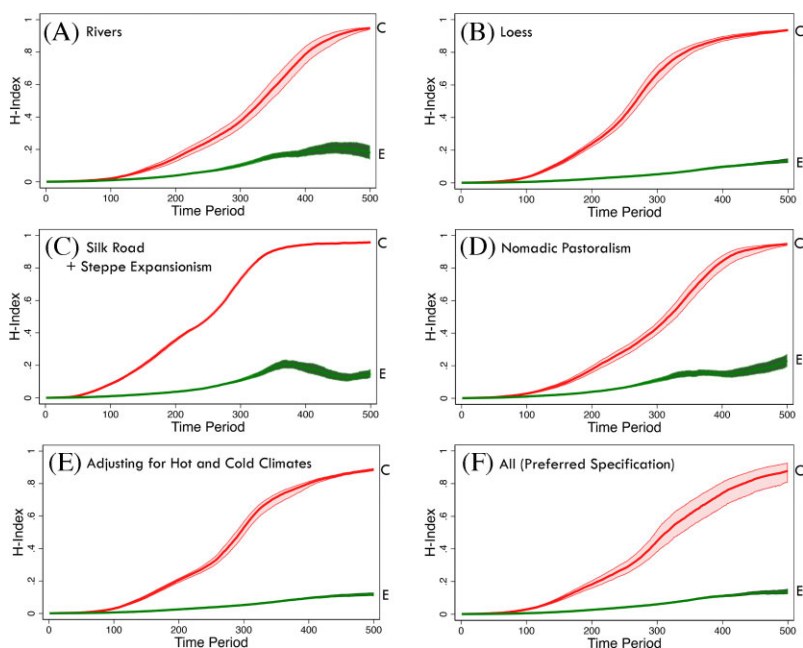 (A) Rivers
C
E
H-Index
0 .2 .4 .6 .8 1
0 100 200 300 400 500
Time Period
(B) Loess
C
E
H-Index
0 .2 .4 .6 .8 1
0 100 200 300 400 500
Time Period
(C) Silk Road
+ Steppe Expansionism
C
E
H-Index
0 .2 .4 .6 .8 1
0 100 200 300 400 500
Time Period
(D) Nomadic Pastoralism
C
E
H-Index
0 .2 .4 .6 .8 1
0 100 200 300 400 500
Time Period
(E) Adjusting for Hot and Cold Climates
C
E
H-Index
0 .2 .4 .6 .8 1
0 100 200 300 400 500
Time Period
(F) All (Preferred Specification)
C
E
H-Index
0 .2 .4 .6 .8 1
0 100 200 300 400 500
Time Period